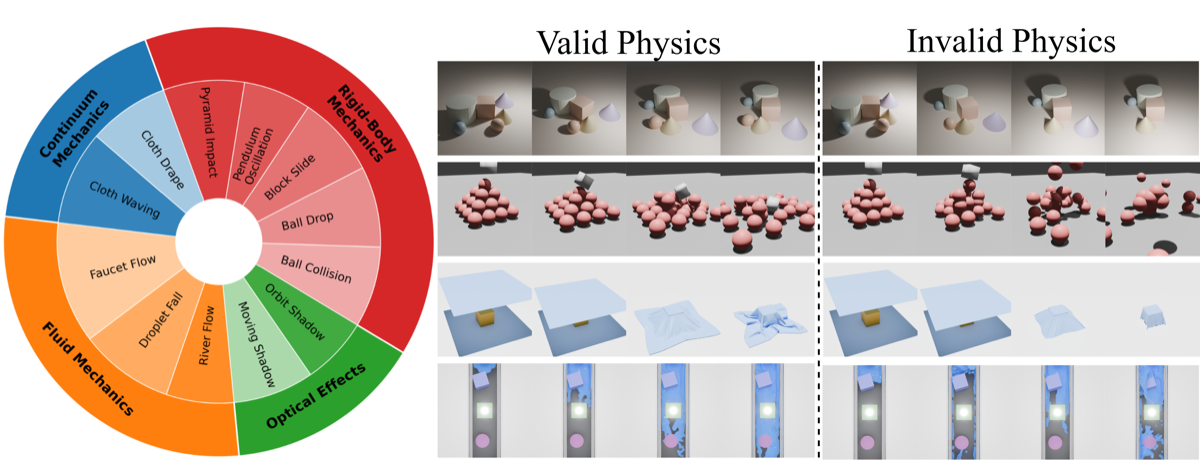 Valid Physics
Invalid Physics
Continuum
Mechanics
Rigid-Body
Mechanics
Fluid Mechanics
Optical Effects
Cloth Drape
Cloth Waving
Pyramid Impact
Pendulum
Oscillation
Block Slide
Ball Drop
Ball Collision
Orbit Shadow
Moving Shadow
River Flow
Droplet Fall
Faucet Flow